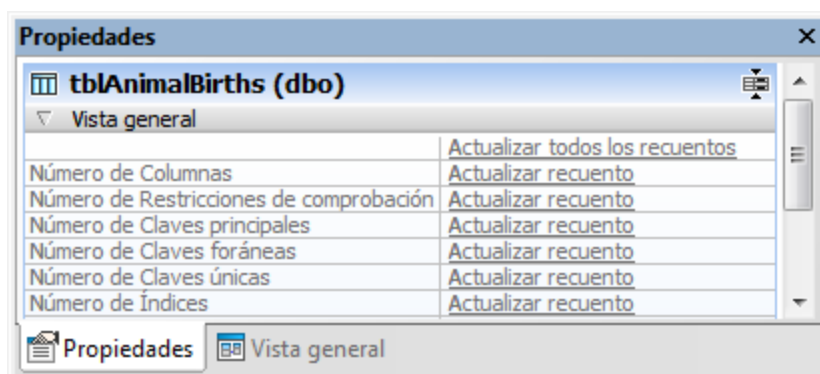 Propiedades
tblAnimalBirths (dbo)
Vista general
Actualizar todos los recuentos
Número de Columnas Actualizar recuento
Número de Restricciones de comprobación Actualizar recuento
Número de Claves principales Actualizar recuento
Número de Claves foráneas Actualizar recuento
Número de Claves únicas Actualizar recuento
Número de Índices Actualizar recuento
Propiedades Vista general